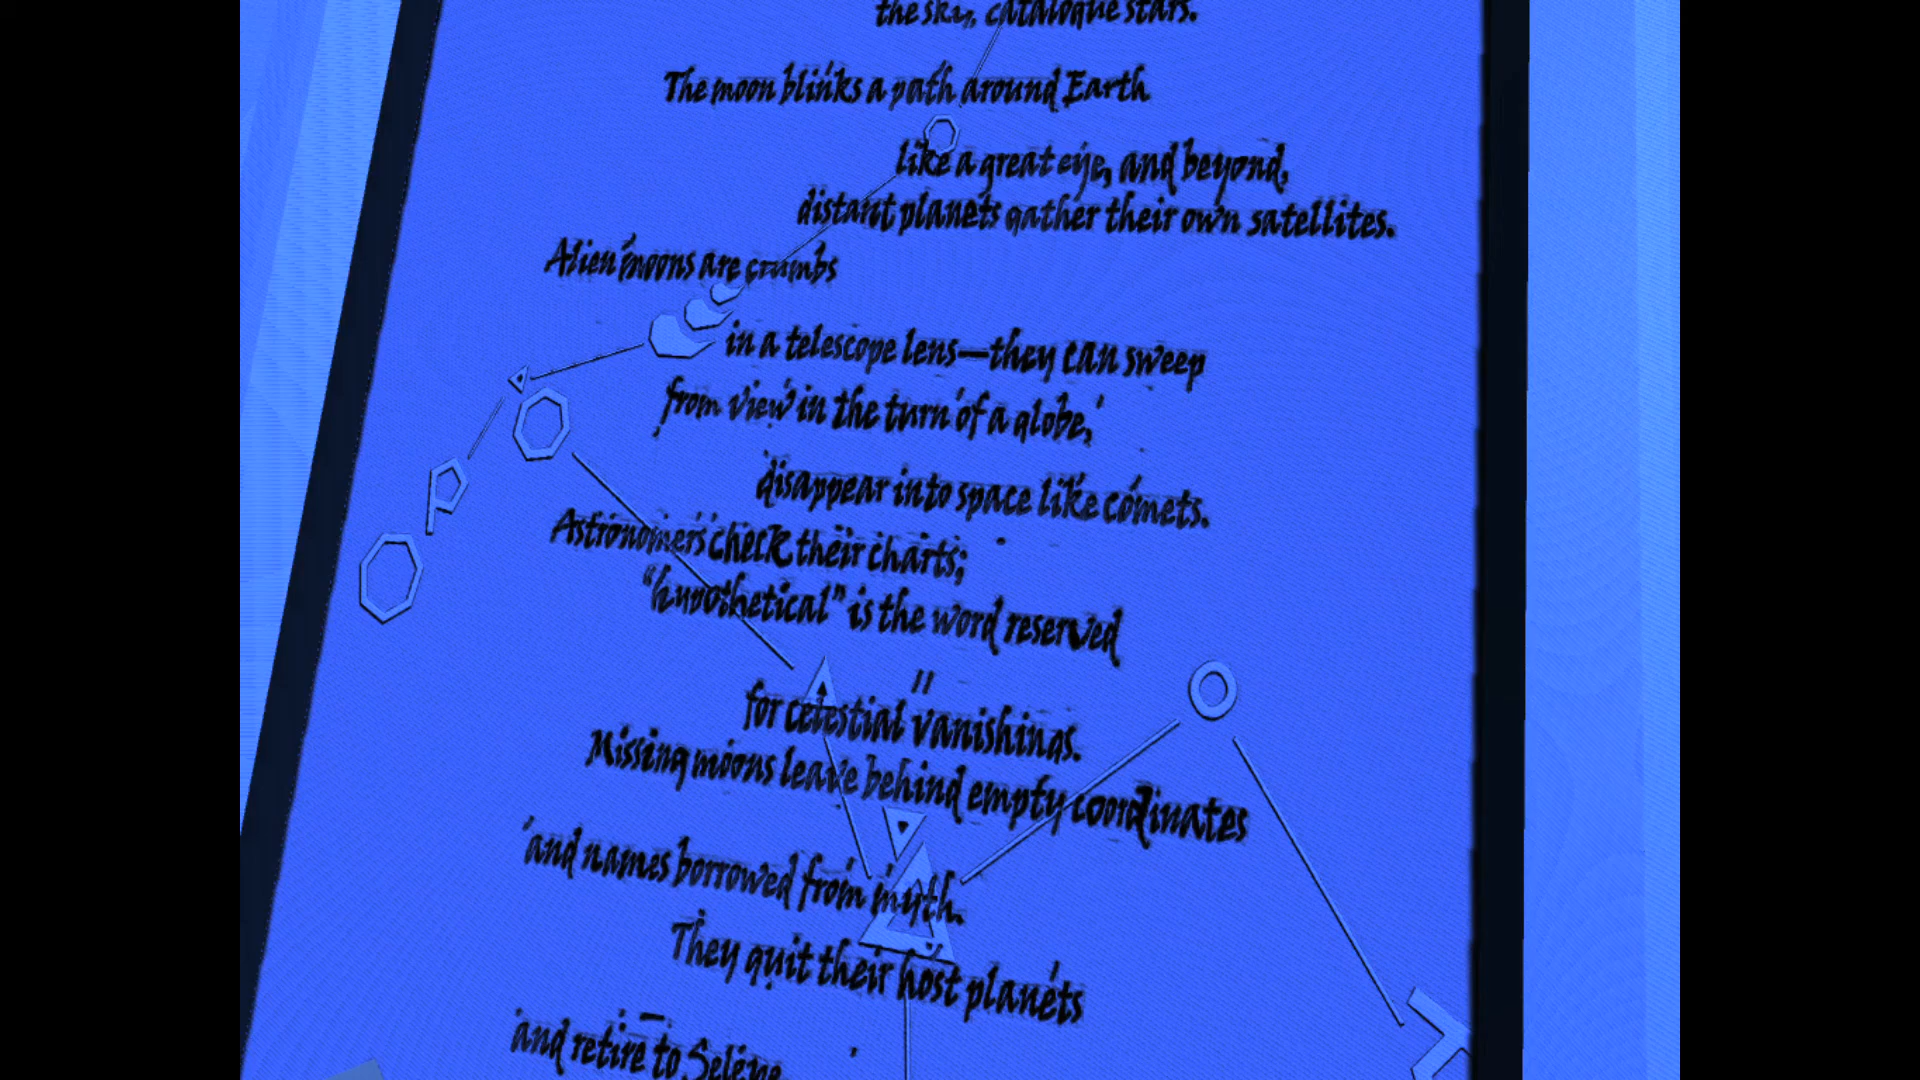 the sky, catalogue stars.
The moon blinks a path around Earth
like a great eye, and beyond,
distant planets gather their own satellites.
Alien moons are crumbs
in a telescope lens—they can sweep
from view in the turn of a globe,
disappear into space like comets.
Astronomers check their charts;
“hypothetical” is the word reserved
for celestial vanishings.
Missing moons leave behind empty coordinates
and names borrowed from myth.
They quit their host planets
and retire to Selene.